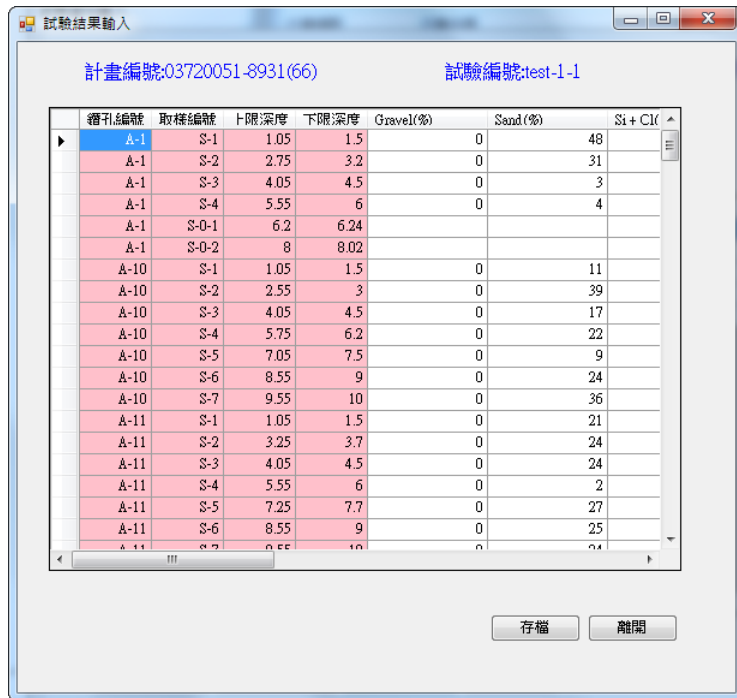 試驗結果輸入
計畫編號:03720051-8931(66) 試驗編號:test-1-1
鑽孔編號 取樣編號 上限深度 下限深度 Gravel(%) Sand(%) Si + Cl(
A-1 S-1 1.05 1.5 0 48
A-1 S-2 2.75 3.2 0 31
A-1 S-3 4.05 4.5 0 3
A-1 S-4 5.55 6 0 4
A-1 S-0-1 6.2 6.24
A-1 S-0-2 8 8.02
A-10 S-1 1.05 1.5 0 11
A-10 S-2 2.55 3 0 39
A-10 S-3 4.05 4.5 0 17
A-10 S-4 5.75 6.2 0 22
A-10 S-5 7.05 7.5 0 9
A-10 S-6 8.55 9 0 24
A-10 S-7 9.55 10 0 36
A-11 S-1 1.05 1.5 0 21
A-11 S-2 3.25 3.7 0 24
A-11 S-3 4.05 4.5 0 24
A-11 S-4 5.55 6 0 2
A-11 S-5 7.25 7.7 0 27
A-11 S-6 8.55 9 0 25
存檔 離開